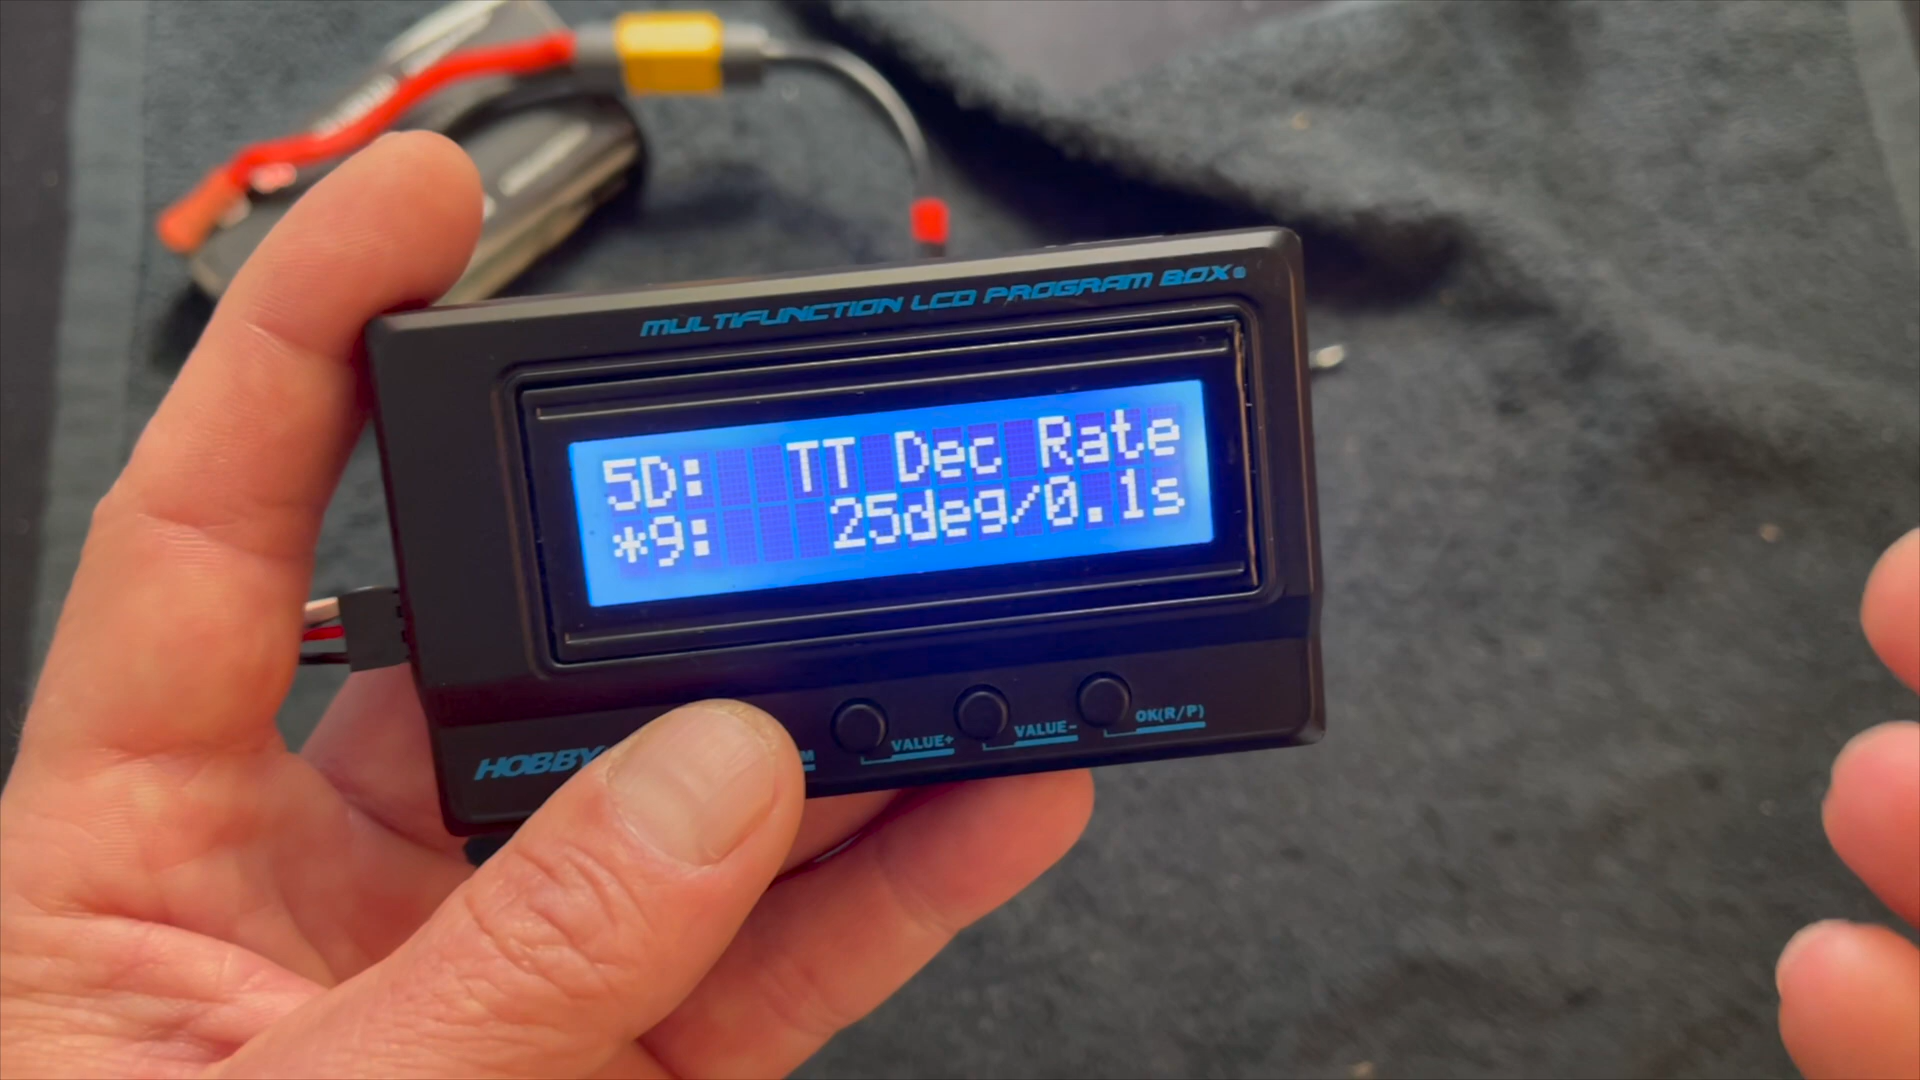 MULTIFUNCTION LCD PROGRAM BOX
5D: TT Dec Rate
*9: 25deg/0.1s
HOBBY
VALUE+
VALUE-
OK(R/P)